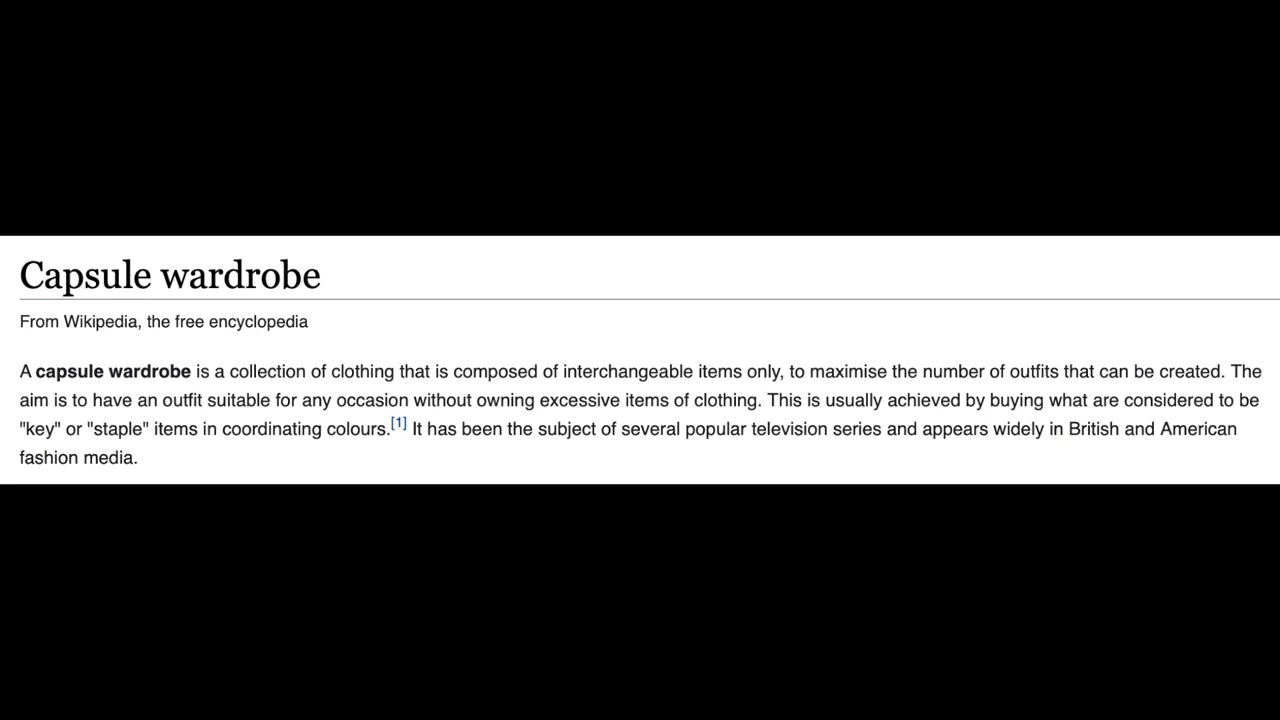 Capsule wardrobe
From Wikipedia, the free encyclopedia
A capsule wardrobe is a collection of clothing that is composed of interchangeable items only, to maximise the number of outfits that can be created. The
aim is to have an outfit suitable for any occasion without owning excessive items of clothing. This is usually achieved by buying what are considered to be
"key" or "staple" items in coordinating colours.[1] It has been the subject of several popular television series and appears widely in British and American
fashion media.